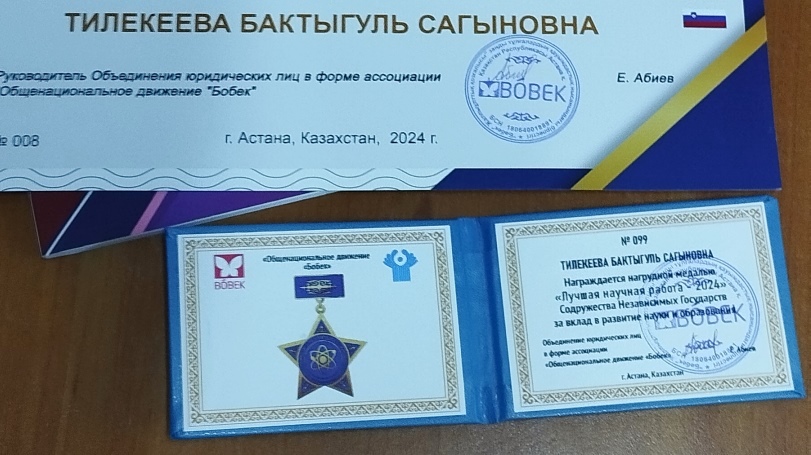 ТИЛЕКЕЕВА БАКТЫГУЛЬ САГЫНОВНА
Руководитель Объединения юридических лиц в форме ассоциации
Общенациональное движение "Бобек"
Е. Абиев
BOBEK
№ 008
г. Астана, Казахстан, 2024 г.
«Общенациональное движение
«Бобек»
BÖBEK
№ 099
ТИЛЕКЕЕВА БАКТЫГУЛЬ САГЫНОВНА
Награждается нагрудной медалью
«Лучшая научная работа - 2024»
Содружества Независимых Государств
за вклад в развитие науки и образования
Объединение юридических лиц
в форме ассоциации
«Общенациональное движение «Бобек»
Е. Абиев
г. Астана, Казахстан
BOBEK